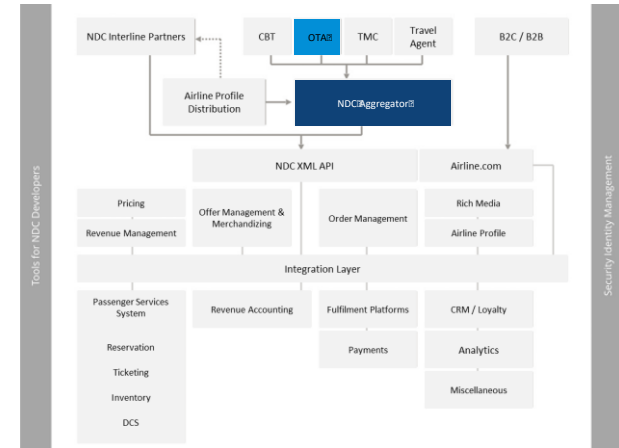 NDC Interline Partners
CBT
OTA
TMC
Travel
Agent
B2C / B2B
Airline Profile
Distribution
NDC Aggregator
NDC XML API
Airline.com
Pricing
Revenue Management
Offer Management &
Merchandizing
Order Management
Rich Media
Airline Profile
Integration Layer
Passenger Services
System
Reservation
Ticketing
Inventory
DCS
Revenue Accounting
Fulfilment Platforms
Payments
CRM / Loyalty
Analytics
Miscellaneous
Tools for NDC Developers
Security Identity Management